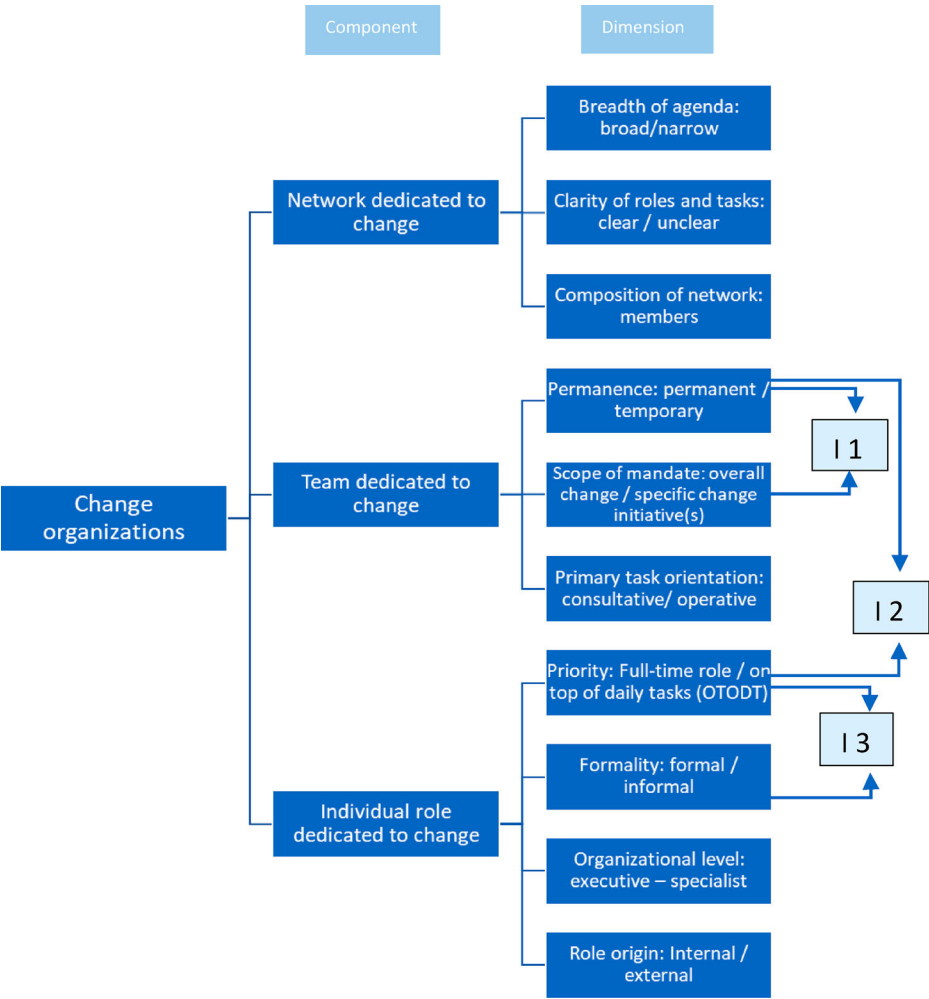 Component
Dimension
Breadth of agenda:
broad/narrow
Network dedicated to
change
Clarity of roles and tasks:
clear / unclear
Composition of network:
members
Permanence: permanent /
temporary
I 1
Team dedicated to
change
Scope of mandate: overall
change / specific change
initiative(s)
Change
organizations
Primary task orientation:
consultative/ operative
I 2
Priority: Full-time role / on
top of daily tasks (OTODT)
I 3
Formality: formal /
informal
Individual role
dedicated to change
Organizational level:
executive – specialist
Role origin: Internal /
external